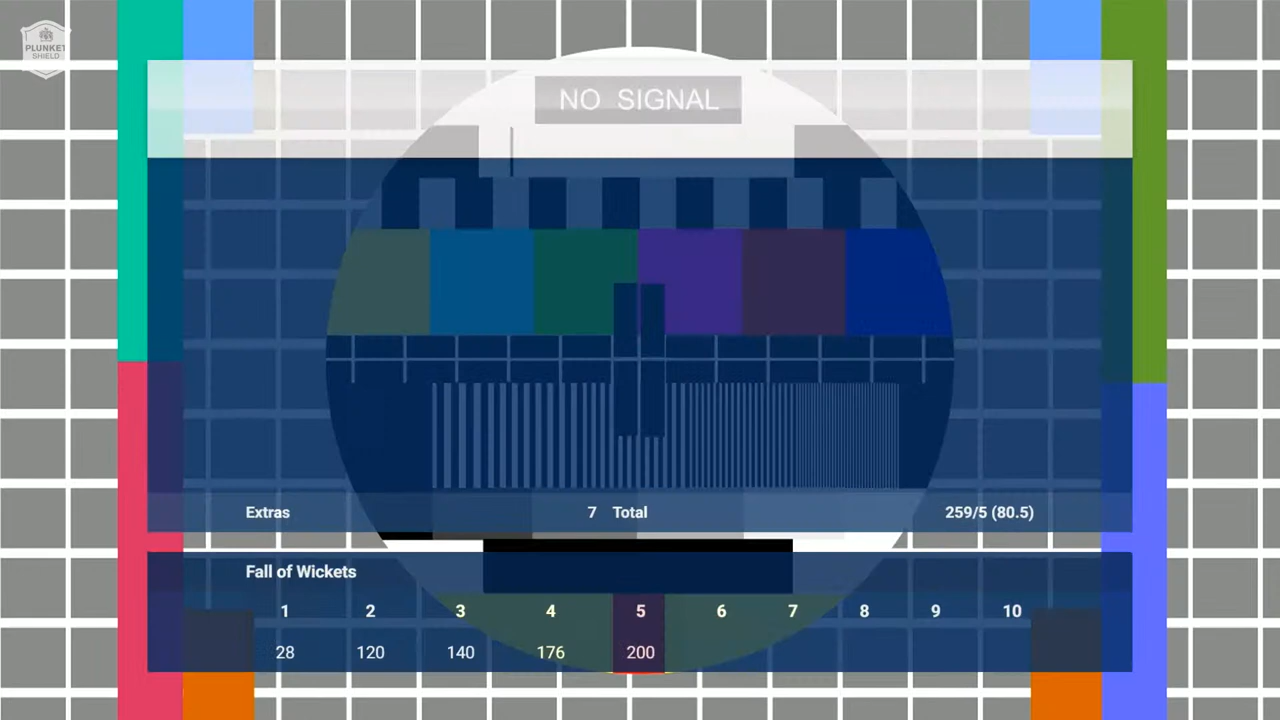 PLUNKET
SHIELD
NO SIGNAL
Extras 7 Total 259/5 (80.5)
Fall of Wickets
1 2 3 4 5 6 7 8 9 10
28 120 140 176 200